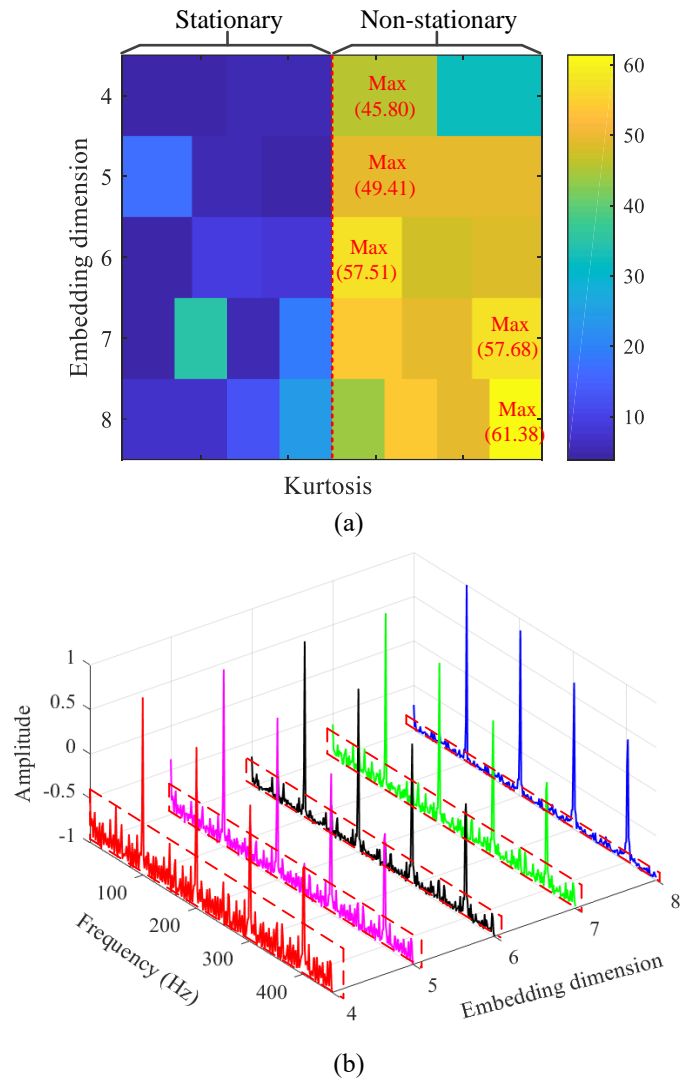 Stationary Non-stationary
Max
(45.80)
Max
(49.41)
Max
(57.51)
Max
(57.68)
Max
(61.38)
4
5
6
7
8
Embedding dimension
Kurtosis
60
50
40
30
20
10
(a)
1
0.5
0
-0.5
-1
Amplitude
100
200
300
400
Frequency (Hz)
4
5
6
7
8
Embedding dimension
(b)